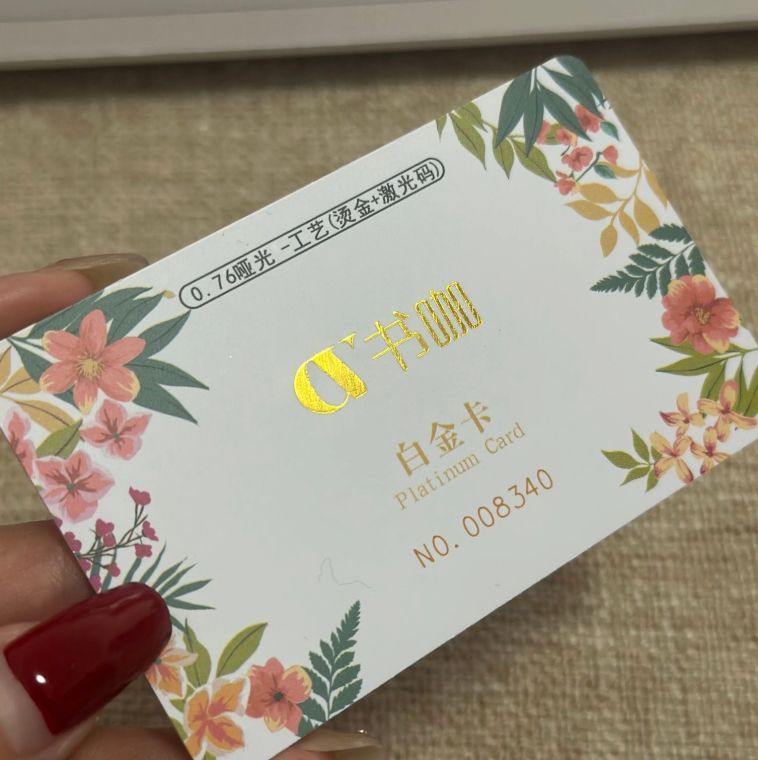 0.76哑光 -工艺(烫金+激光码)
书咖
白金卡
Platinum Card
NO. 008340